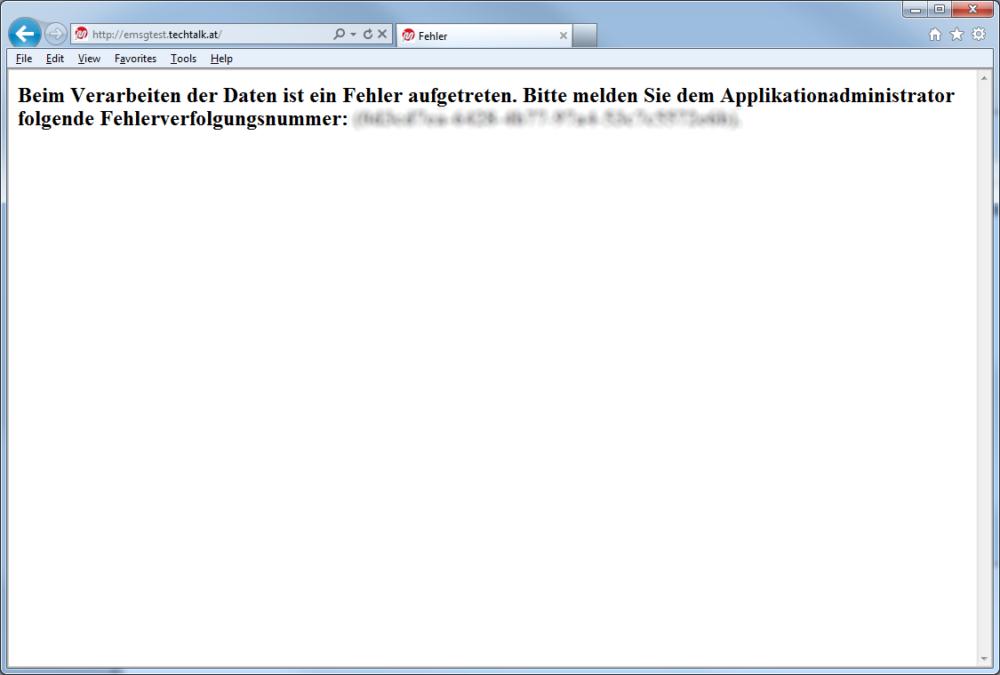 http://emsgtest.techtalk.at/
Fehler
File Edit View Favorites Tools Help
Beim Verarbeiten der Daten ist ein Fehler aufgetreten. Bitte melden Sie dem Applikationadministrator
folgende Fehlerverfolgungsnummer: